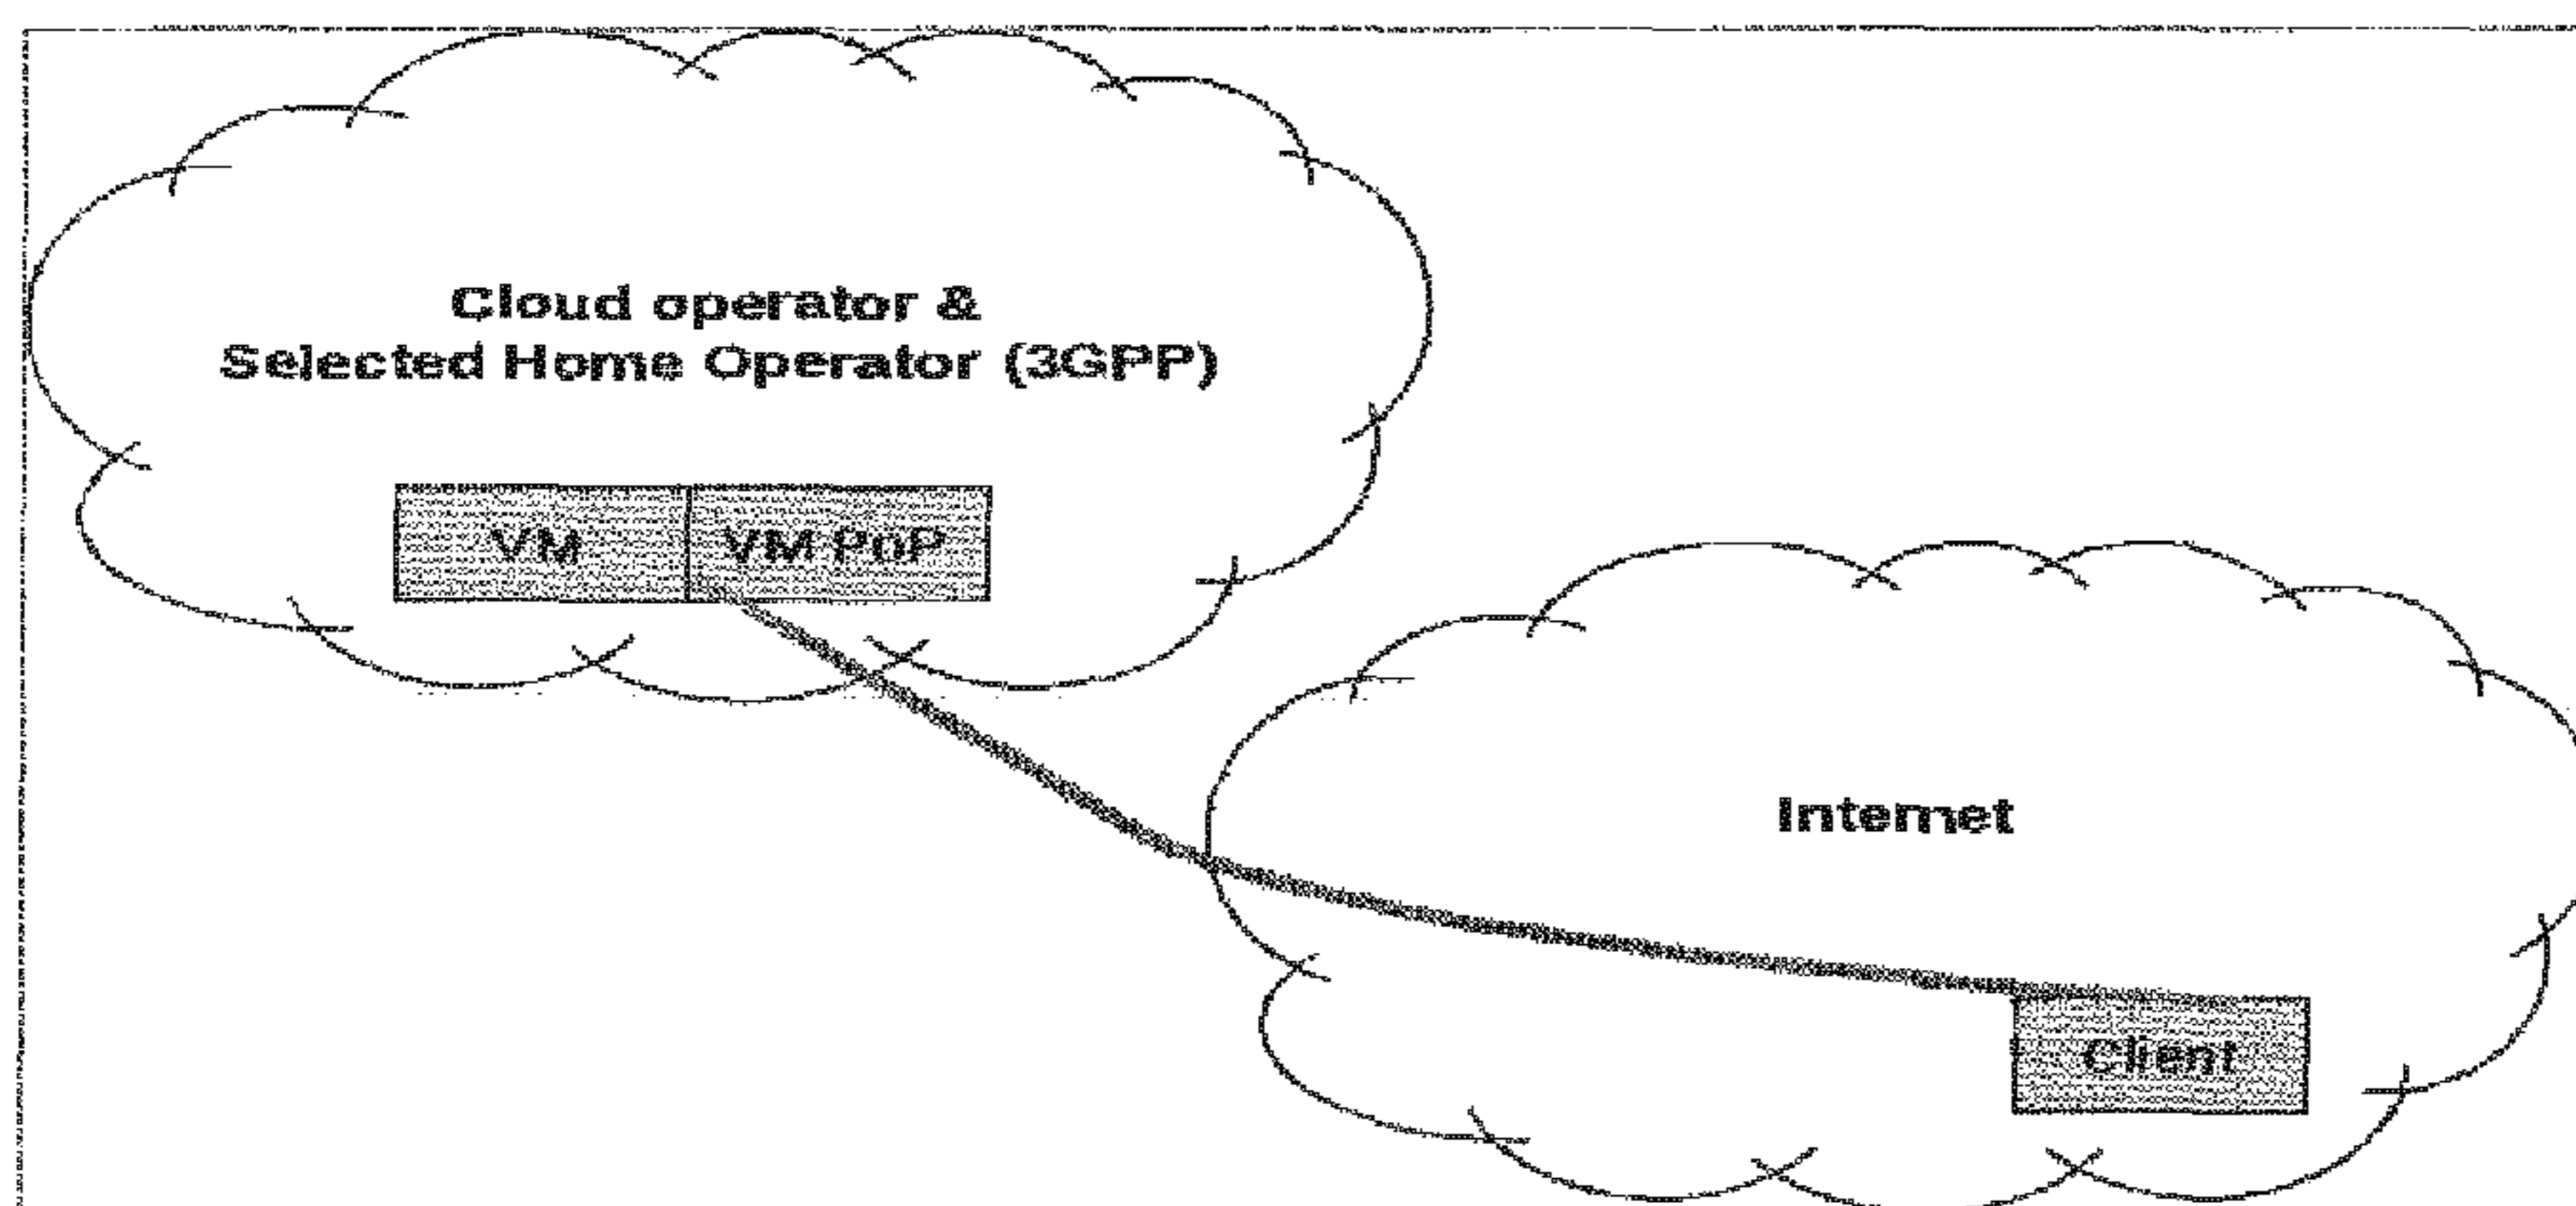 Cloud operator &
Selected Home Operator (3GPP)
VM VM PoP
Internet
Client